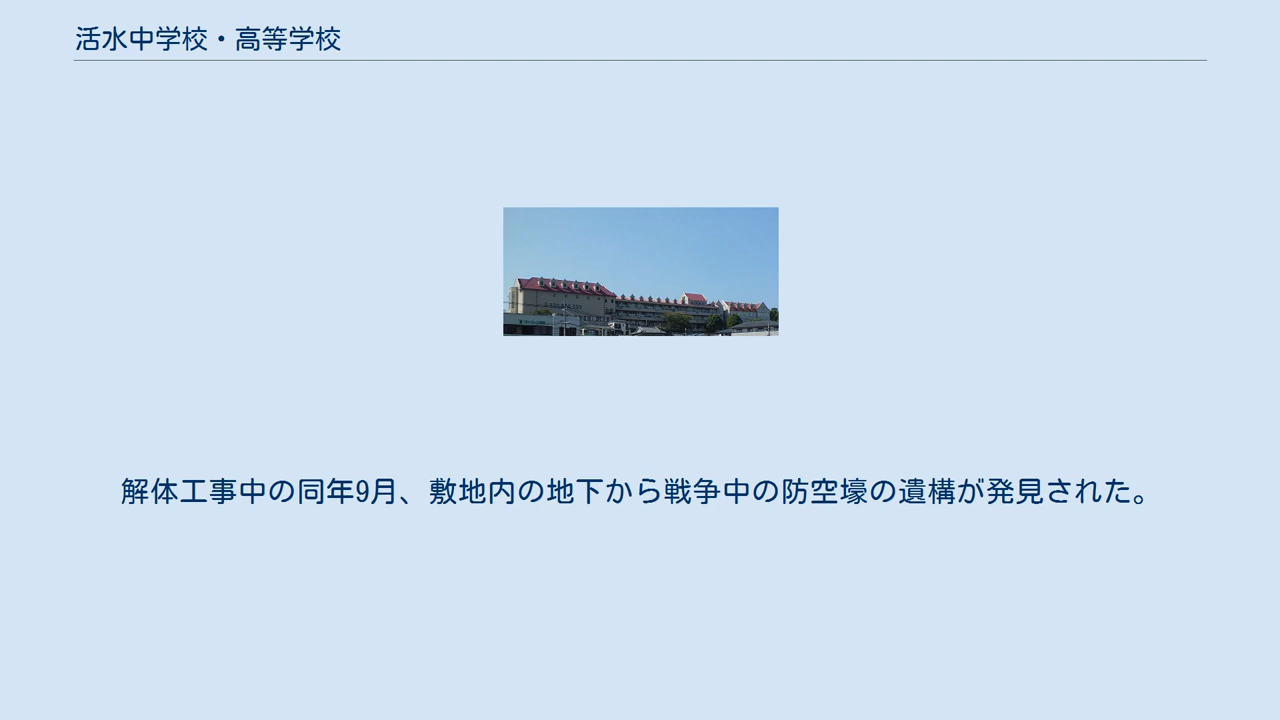 活水中学校・高等学校
解体工事中の同年9月、敷地内の地下から戦争中の防空壕の遺構が発見された。